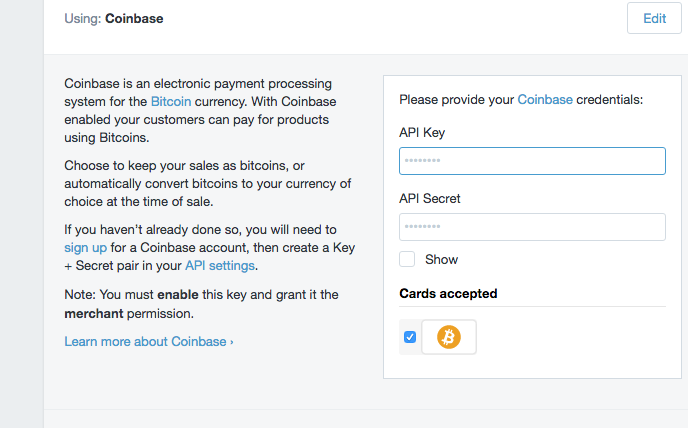 Using: Coinbase
Edit
Coinbase is an electronic payment processing
system for the Bitcoin currency. With Coinbase
enabled your customers can pay for products
using Bitcoins.
Choose to keep your sales as bitcoins, or
automatically convert bitcoins to your currency of
choice at the time of sale.
If you haven’t already done so, you will need to
sign up for a Coinbase account, then create a Key
+ Secret pair in your API settings.
Note: You must enable this key and grant it the
merchant permission.
Learn more about Coinbase ›
Please provide your Coinbase credentials:
API Key
••••••••
API Secret
••••••••
Show
Cards accepted